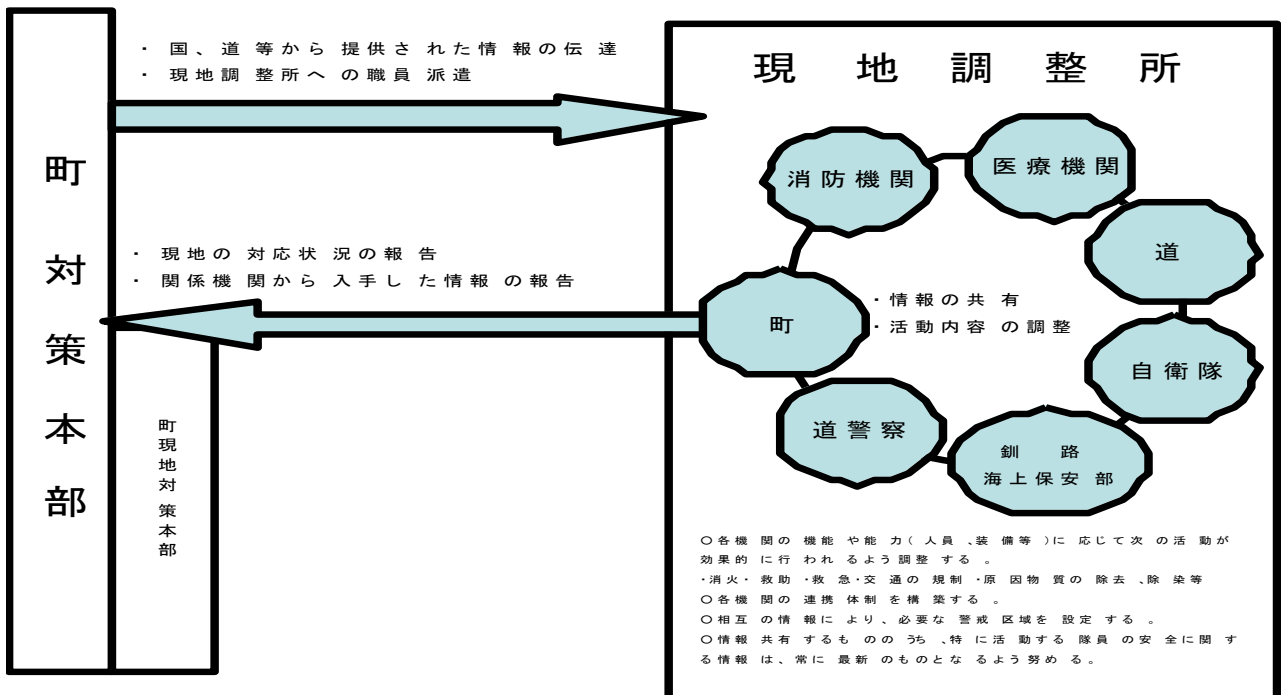 ・国、道等から提供された情報の伝達
・現地調整所への職員派遣
町対策本部
・現地の対応状況の報告
・関係機関から入手した情報の報告
町現地対策本部
現地調整所
消防機関
医療機関
道
町
・情報の共有
・活動内容の調整
自衛隊
道警察
釧路
海上保安部
○各機関の機能や能力(人員、装備等)に応じて次の活動が
効果的に行われるよう調整する。
・消火・救助・救急・交通の規制・原因物質の除去、除染等
○各機関の連携体制を構築する。
○相互の情報により、必要な警戒区域を設定する。
○情報共有するもののうち、特に活動する隊員の安全に関す
る情報は、常に最新のものとなるよう努める。